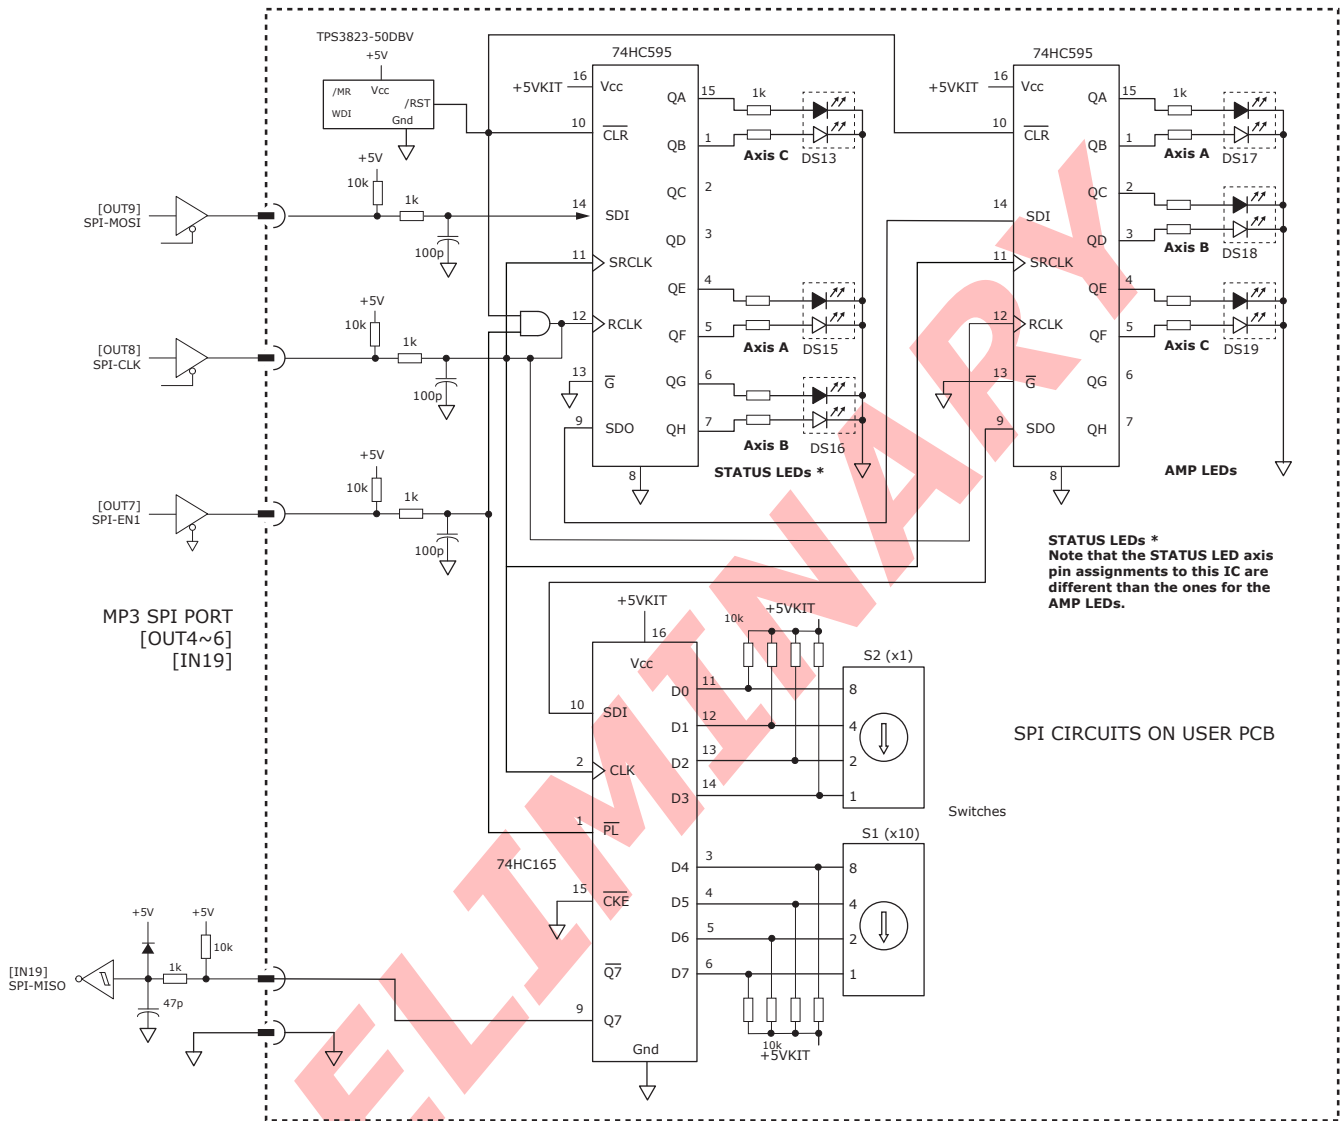 TPS3823-50DBV
+5V
/MR
Vcc
/RST
WDI
Gnd
74HC595
+5VKIT
16
Vcc
10
CLR
14
SDI
11
SRCLK
12
RCLK
13
G
9
SDO
8
QA
15
1k
QB
1
Axis C
DS13
QC
2
QD
3
QE
4
QF
5
Axis A
DS15
QG
6
QH
7
Axis B
DS16
STATUS LEDs *
74HC595
+5VKIT
16
Vcc
10
CLR
14
SDI
11
SRCLK
12
RCLK
13
G
9
SDO
8
QA
15
1k
QB
1
Axis A
DS17
QC
2
QD
3
Axis B
DS18
QE
4
QF
5
Axis C
DS19
QG
6
QH
7
AMP LEDs
[OUT9]
SPI-MOSI
+5V
10k
1k
100p
[OUT8]
SPI-CLK
+5V
10k
1k
100p
[OUT7]
SPI-EN1
+5V
10k
1k
100p
STATUS LEDs *
Note that the STATUS LED axis
pin assignments to this IC are
different than the ones for the
AMP LEDs.
MP3 SPI PORT
[OUT4~6]
[IN19]
+5VKIT
16
Vcc
10
SDI
2
CLK
1
PL
74HC165
15
CKE
Q7
9
Q7
Gnd
D0
11
D1
12
D2
13
D3
14
D4
3
D5
4
D6
5
D7
6
+5VKIT
10k
S2 (x1)
8
4
2
1
Switches
S1 (x10)
8
4
2
1
10k
+5VKIT
SPI CIRCUITS ON USER PCB
[IN19]
SPI-MISO
+5V
+5V
10k
1k
47p
ELIMINARY